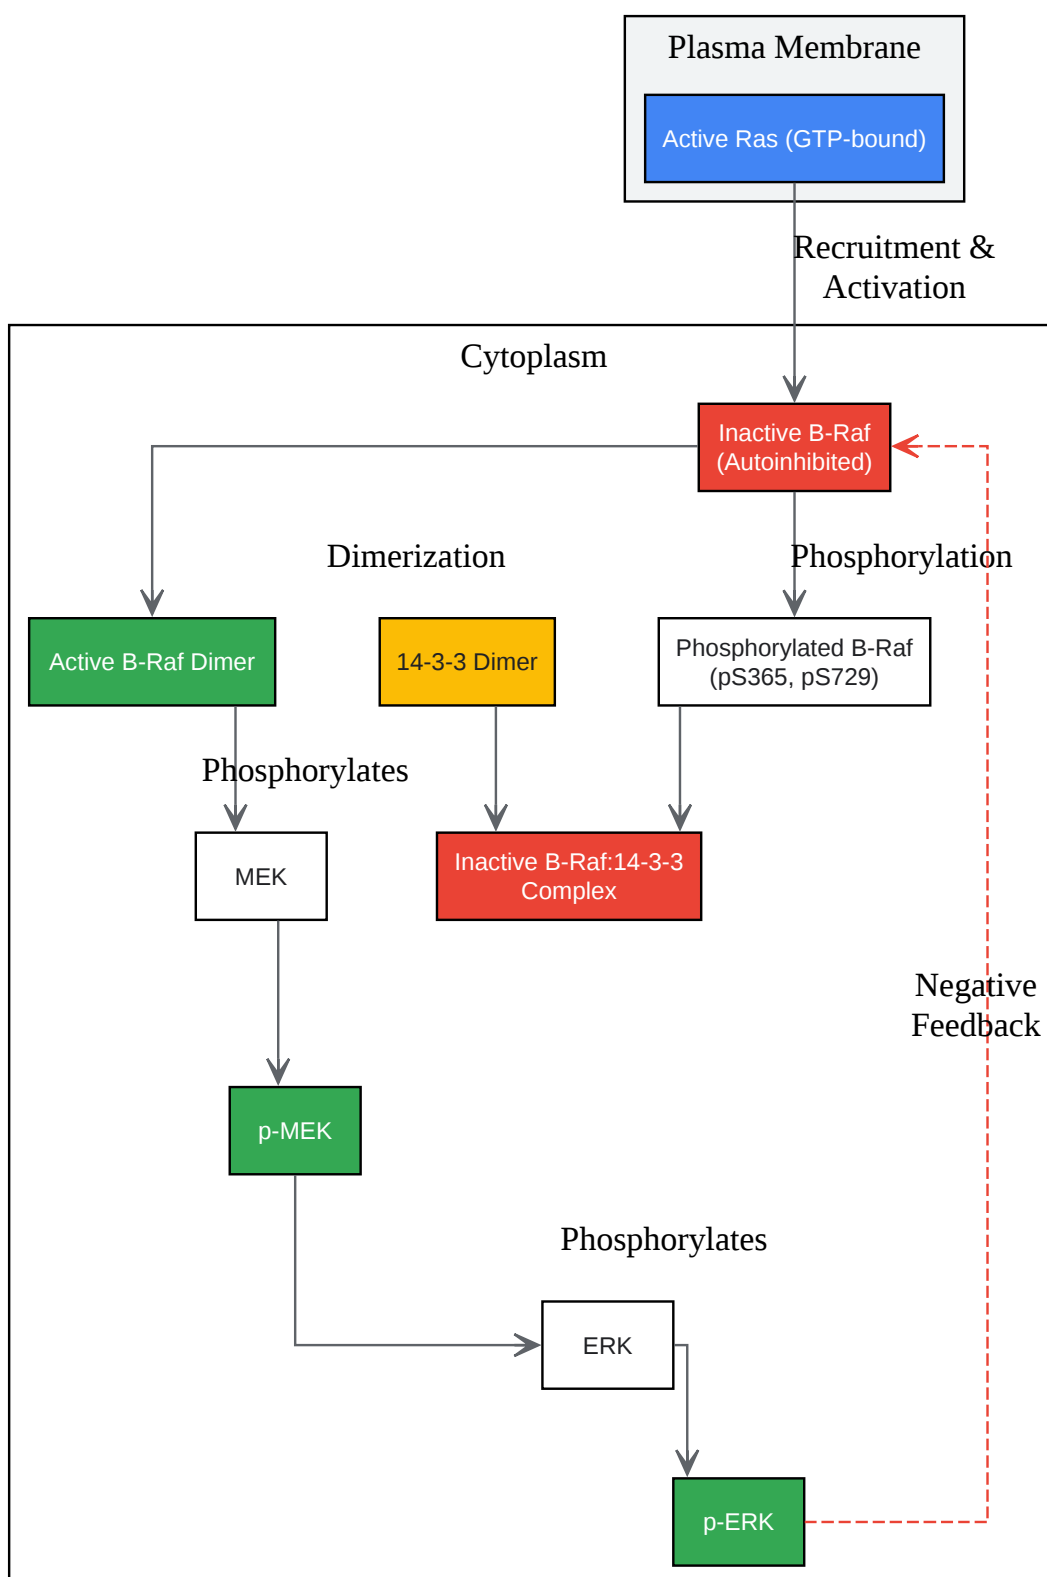 Plasma Membrane
Active Ras (GTP-bound)
Recruitment &
Activation
Cytoplasm
Inactive B-Raf
(Autoinhibited)
Dimerization
Phosphorylation
Active B-Raf Dimer
14-3-3 Dimer
Phosphorylated B-Raf
(pS365, pS729)
Phosphorylates
MEK
Inactive B-Raf:14-3-3
Complex
Negative
Feedback
p-MEK
Phosphorylates
ERK
p-ERK